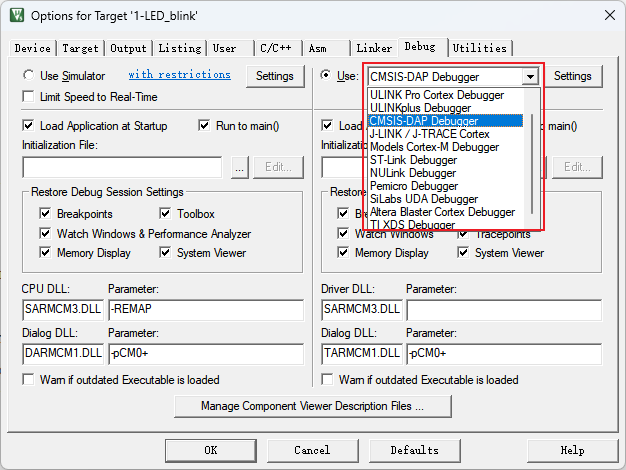 Options for Target '1-LED_blink'
Device Target Output Listing User C/C++ Asm Linker Debug Utilities
Use Simulator with restrictions Settings
Use: CMSIS-DAP Debugger Settings
Limit Speed to Real-Time
ULINK Pro Cortex Debugger
ULINKplus Debugger
CMSIS-DAP Debugger
J-LINK / J-TRACE Cortex
Models Cortex-M Debugger
ST-Link Debugger
NULink Debugger
Pemicro Debugger
SiLabs UDA Debugger
Altera Blaster Cortex Debugger
TI XDS Debugger
Load Application at Startup Run to main()
Initialization File:
... Edit...
Restore Debug Session Settings
Breakpoints Toolbox
Watch Windows & Performance Analyzer
Memory Display System Viewer
CPU DLL: Parameter:
SARMCM3.DLL -REMAP
Dialog DLL: Parameter:
DARMCM1.DLL -pCM0+
Warn if outdated Executable is loaded
Load main()
Initiali
Edit...
Restore
Br
Watch Windows Tracepoints
Memory Display System Viewer
Driver DLL: Parameter:
SARMCM3.DLL
Dialog DLL: Parameter:
TARMCM1.DLL -pCM0+
Warn if outdated Executable is loaded
Manage Component Viewer Description Files ...
OK Cancel Defaults Help